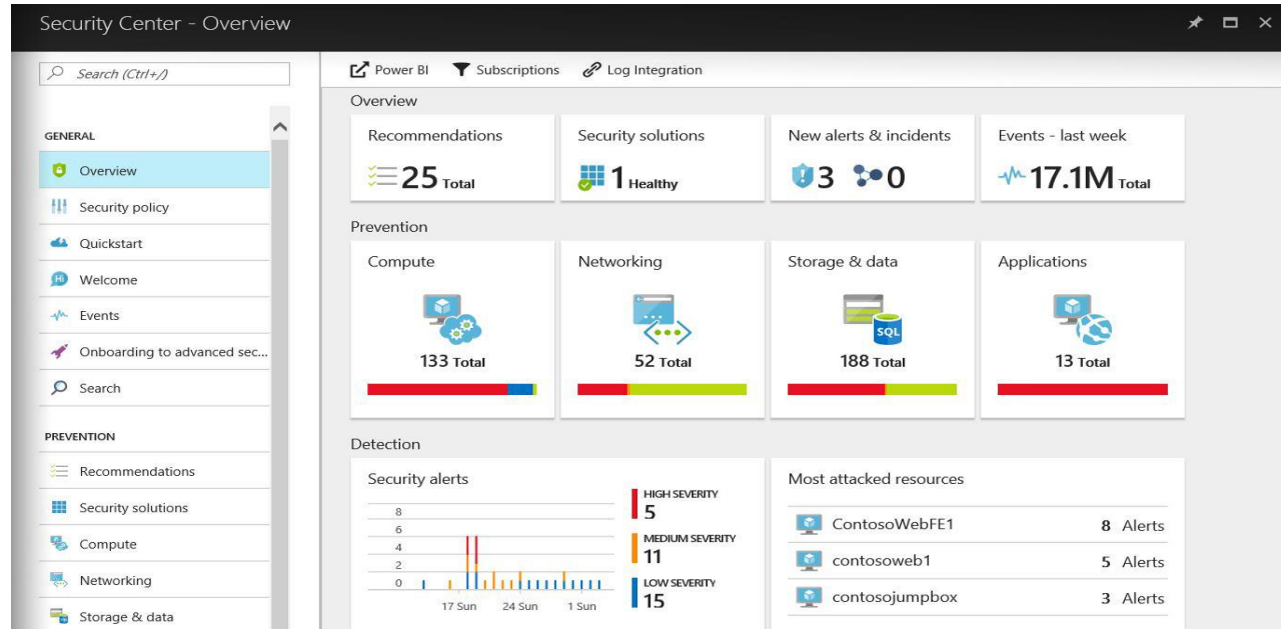 Security Center - Overview
Search (Ctrl+/)
GENERAL
Overview
Security policy
Quickstart
Hi
Welcome
Events
Onboarding to advanced sec...
Search
PREVENTION
Recommendations
Security solutions
Compute
Networking
Storage & data
Power BI Subscriptions Log Integration
Overview
Recommendations
25 Total
Security solutions
1 Healthy
New alerts & incidents
3 0
Events - last week
17.1M Total
Prevention
Compute
133 Total
Networking
52 Total
Storage & data
SQL
188 Total
Applications
13 Total
Detection
Security alerts
8
6
4
2
0
17 Sun 24 Sun 1 Sun
HIGH SEVERITY
5
MEDIUM SEVERITY
11
LOW SEVERITY
15
Most attacked resources
ContosoWebFE1 8 Alerts
contosoweb1 5 Alerts
contosojumpbox 3 Alerts